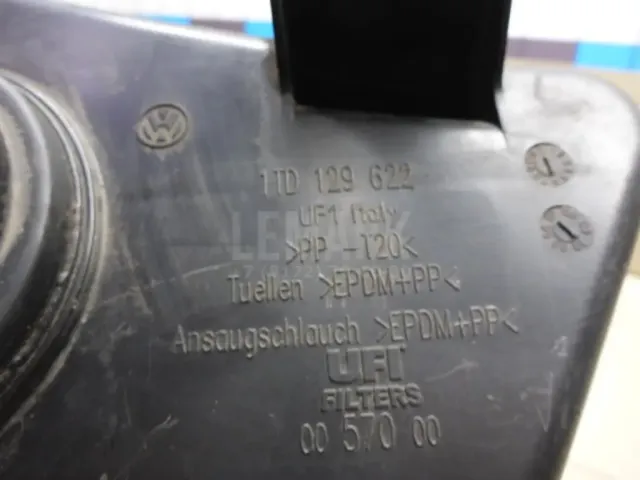 1TD 129 622
UFI Italy
>PP -T20<
Tuellen >EPDM+PP<
Ansaugschlauch >EPDM+PP<
UFI
FILTERS
00 570 00